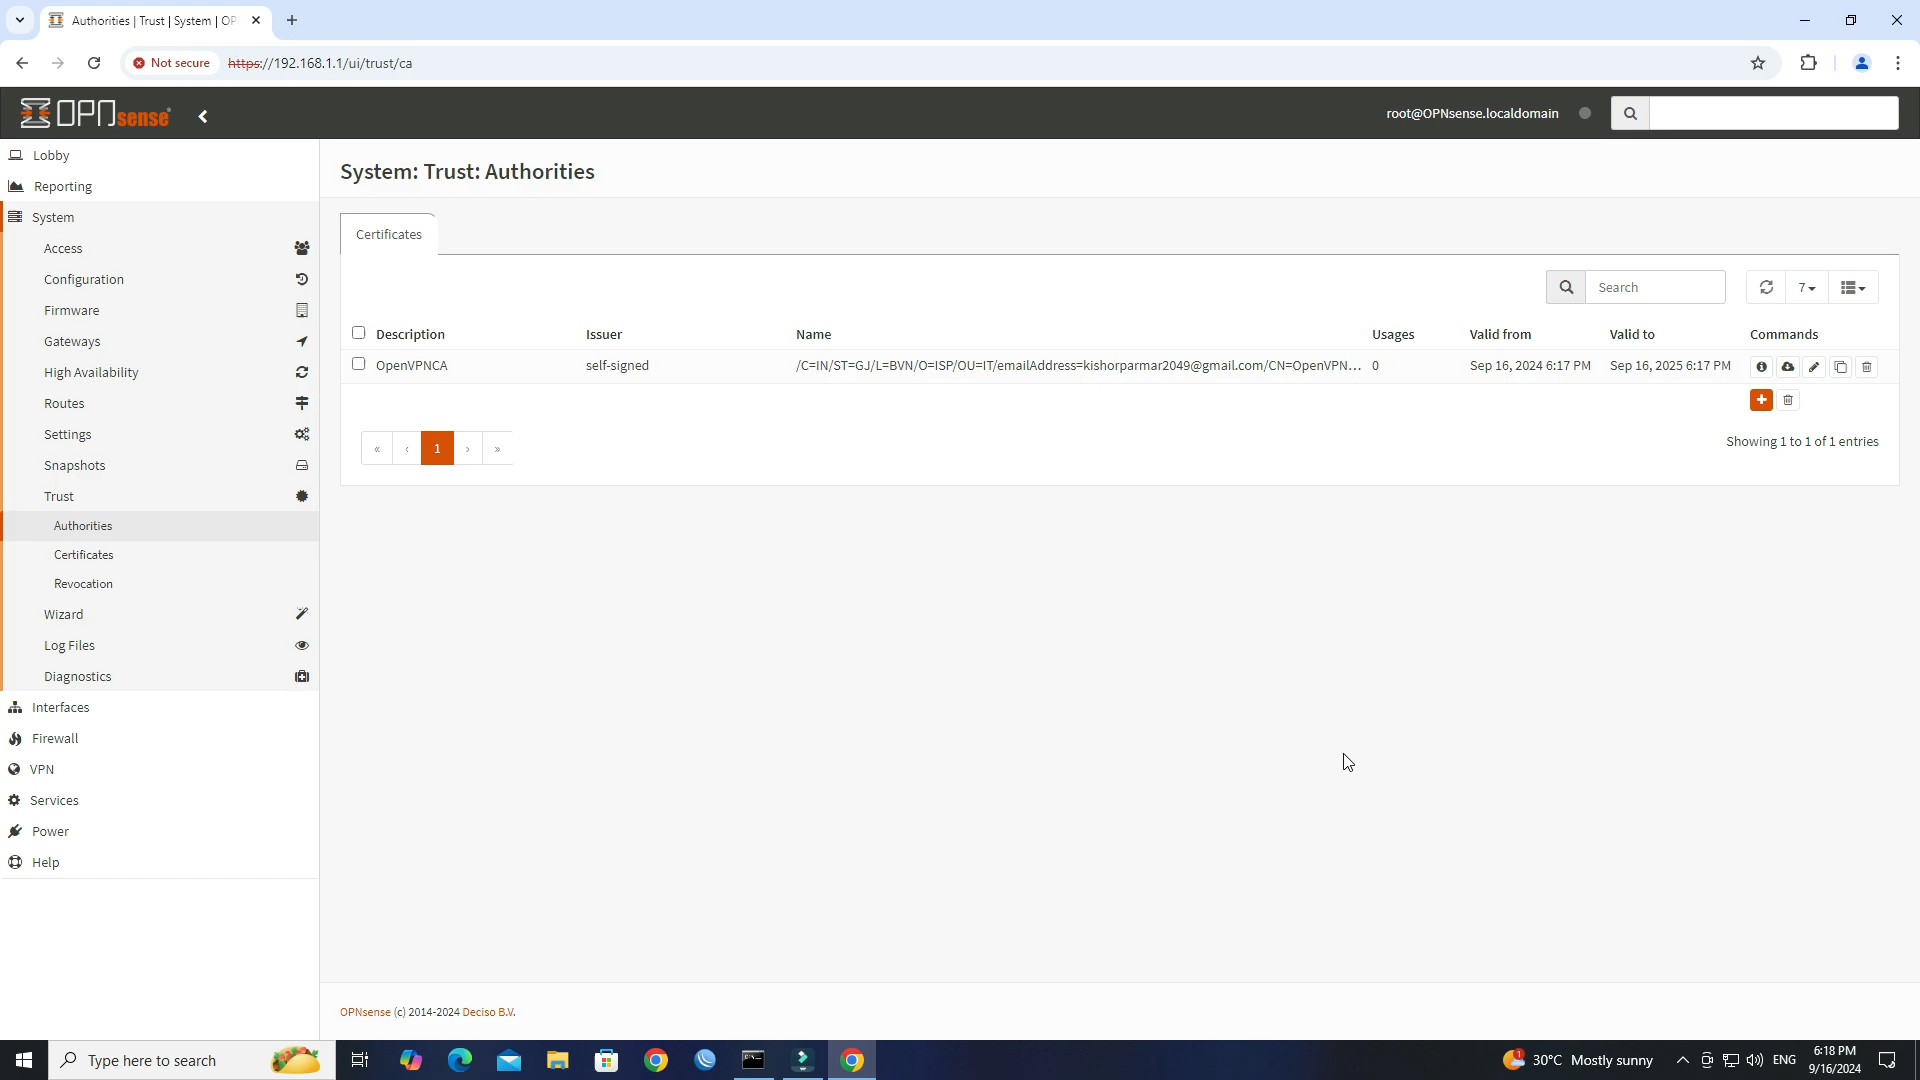 Authorities | Trust | System | OP
Not secure
https://192.168.1.1/ui/trust/ca
OPNsense
root@OPNsense.localdomain
Lobby
Reporting
System
Access
Configuration
Firmware
Gateways
High Availability
Routes
Settings
Snapshots
Trust
Authorities
Certificates
Revocation
Wizard
Log Files
Diagnostics
Interfaces
Firewall
VPN
Services
Power
Help
System: Trust: Authorities
Certificates
Search
7
Description Issuer Name Usages Valid from Valid to Commands
OpenVPNCA self-signed /C=IN/ST=GJ/L=BVN/O=ISP/OU=IT/emailAddress=kishorparmar2049@gmail.com/CN=OpenVPN... 0 Sep 16, 2024 6:17 PM Sep 16, 2025 6:17 PM
« ‹ 1 › »
Showing 1 to 1 of 1 entries
OPNsense (c) 2014-2024 Deciso B.V.
Type here to search
1
30°C Mostly sunny
ENG
6:18 PM
9/16/2024